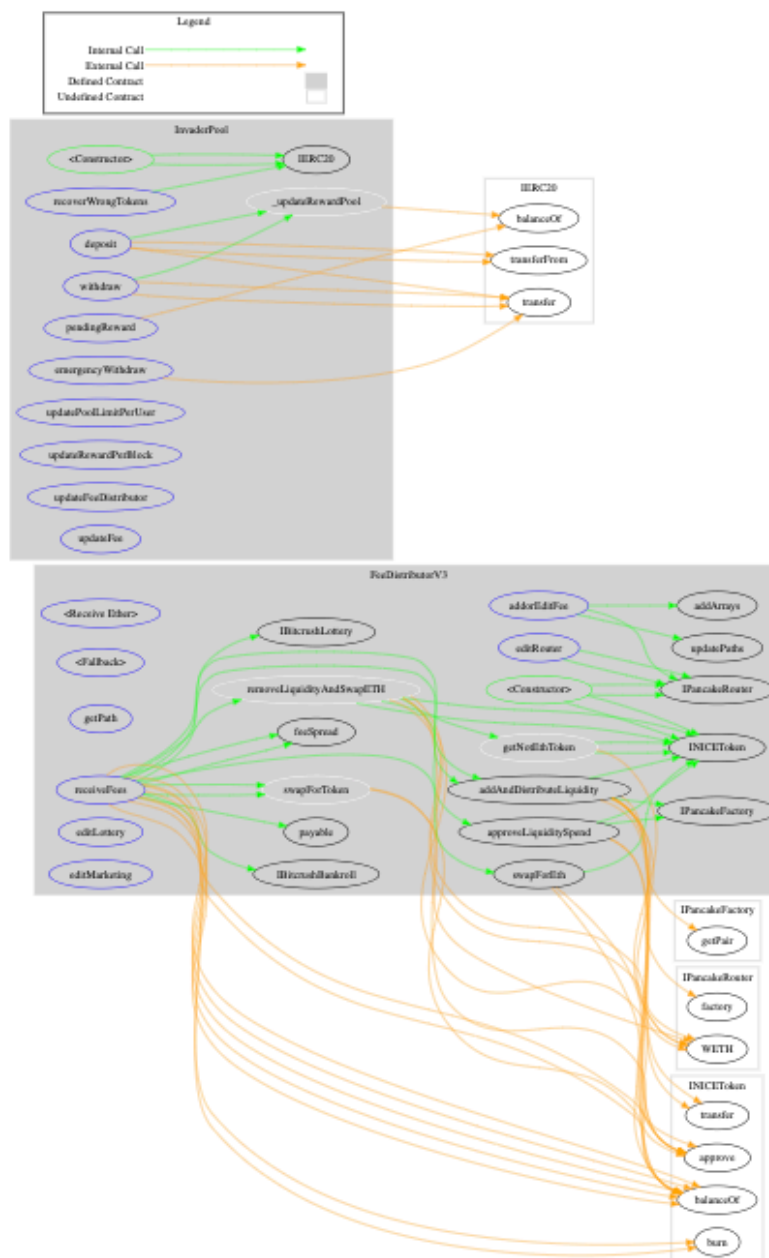 Legend
Internal Call
External Call
Defined Contract
Undefined Contract
InvaderPool
<Constructor>
IERC20
recoverWrongTokens
_updateRewardPool
deposit
withdraw
pendingReward
emergencyWithdraw
updatePoolLimitPerUser
updateRewardPerBlock
updateFeeDistributor
updateFee
IERC20
balanceOf
transferFrom
transfer
FeeDistributorV3
<Receive Ether>
<Fallback>
getPath
receiveFees
editLottery
editMarketing
IBitcrushLottery
removeLiquidityAndSwapETH
feeSpread
swapForToken
payable
IBitcrushBankroll
addorEditFee
editRouter
<Constructor>
getNotEthToken
addAndDistributeLiquidity
approveLiquiditySpend
swapForEth
addArrays
updatePaths
IPancakeRouter
INICEToken
IPancakeFactory
IPancakeFactory
getPair
IPancakeRouter
factory
WETH
INICEToken
transfer
approve
balanceOf
burn